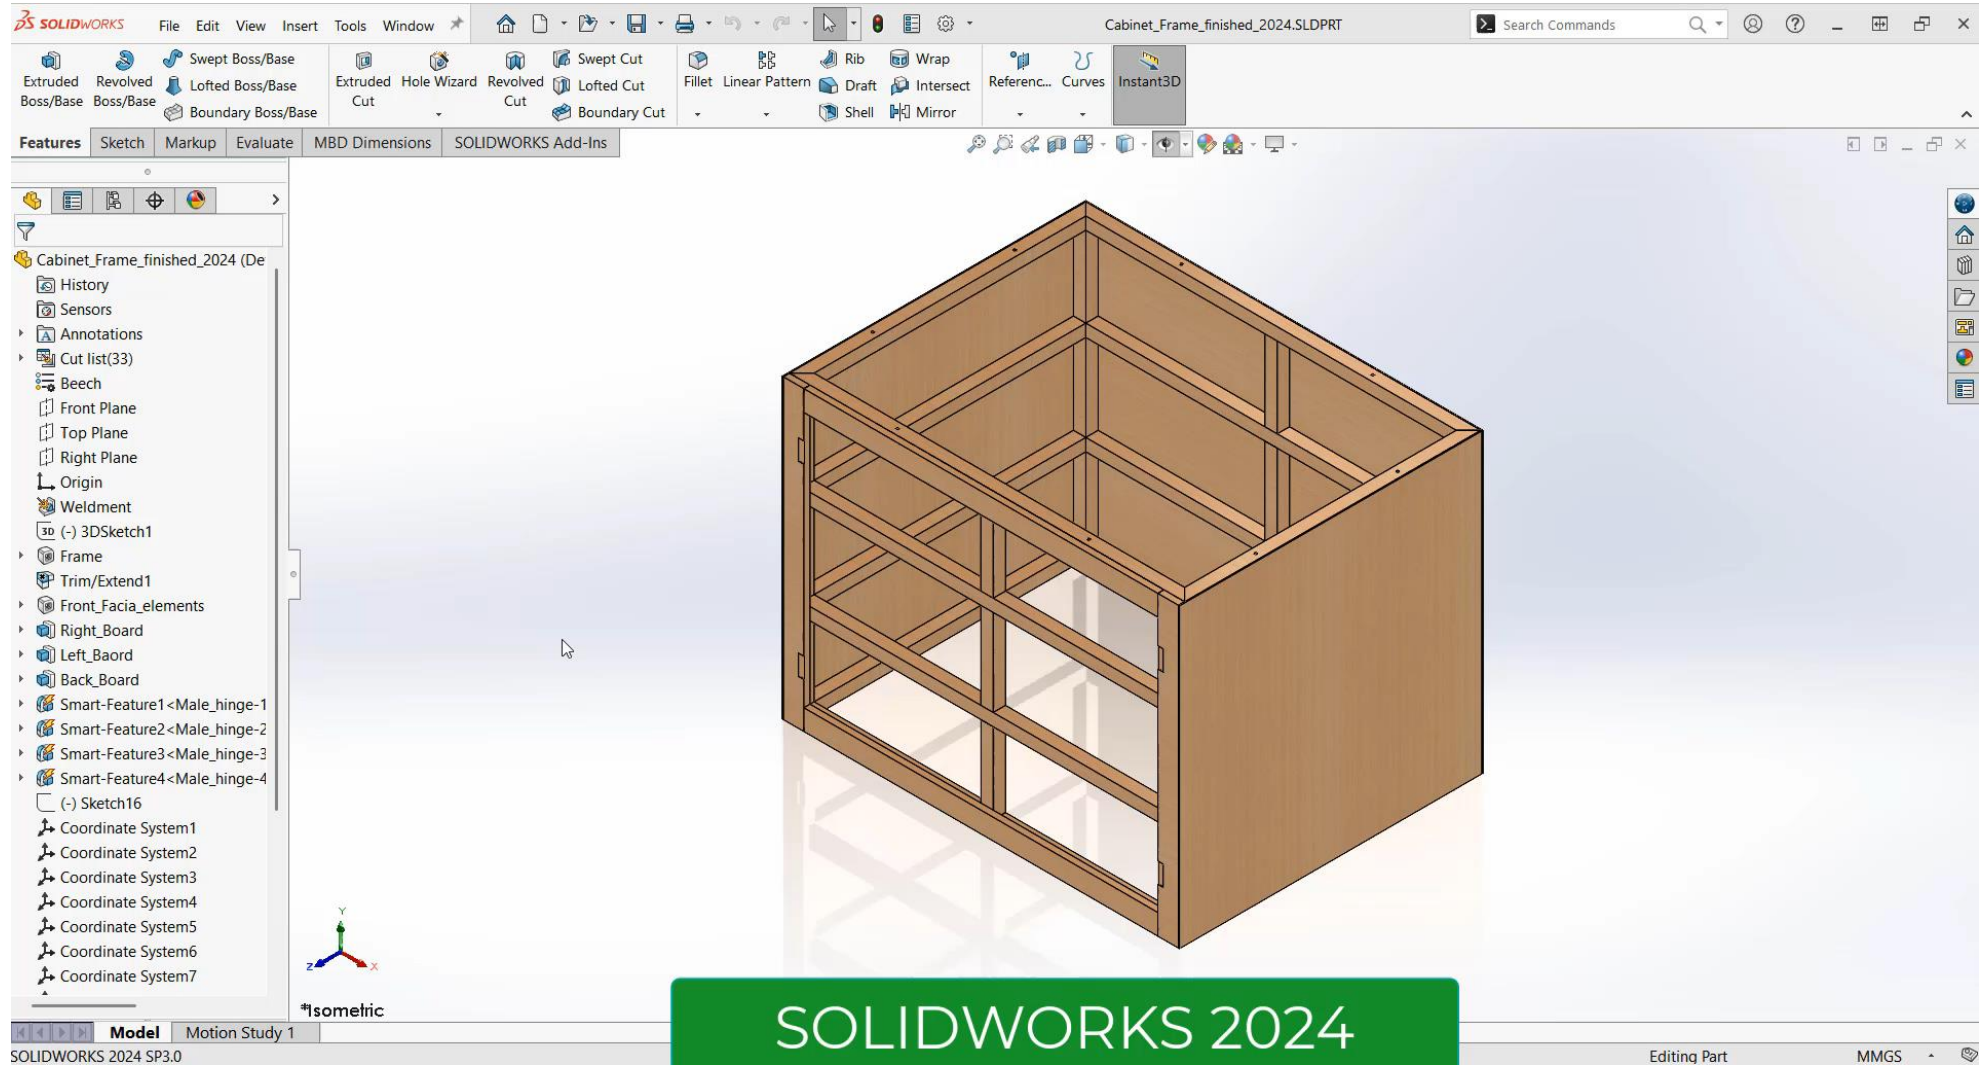 SOLIDWORKS File Edit View Insert Tools Window Cabinet_Frame_finished_2024.SLDPRT Search Commands
Extruded Boss/Base
Revolved Boss/Base
Swept Boss/Base
Lofted Boss/Base
Boundary Boss/Base
Extruded Cut
Hole Wizard
Revolved Cut
Swept Cut
Lofted Cut
Boundary Cut
Fillet
Linear Pattern
Rib
Draft
Shell
Wrap
Intersect
Mirror
Referenc...
Curves
Instant3D
Features Sketch Markup Evaluate MBD Dimensions SOLIDWORKS Add-Ins
Cabinet_Frame_finished_2024 (De
History
Sensors
Annotations
Cut list(33)
Beech
Front Plane
Top Plane
Right Plane
Origin
Weldment
3D (-) 3DSketch1
Frame
Trim/Extend1
Front_Facia_elements
Right_Board
Left_Baord
Back_Board
Smart-Feature1<Male_hinge-1
Smart-Feature2<Male_hinge-2
Smart-Feature3<Male_hinge-3
Smart-Feature4<Male_hinge-4
(-) Sketch16
Coordinate System1
Coordinate System2
Coordinate System3
Coordinate System4
Coordinate System5
Coordinate System6
Coordinate System7
Y
Z X
*Isometric
SOLIDWORKS 2024
Model Motion Study 1
SOLIDWORKS 2024 SP3.0 Editing Part MMGS